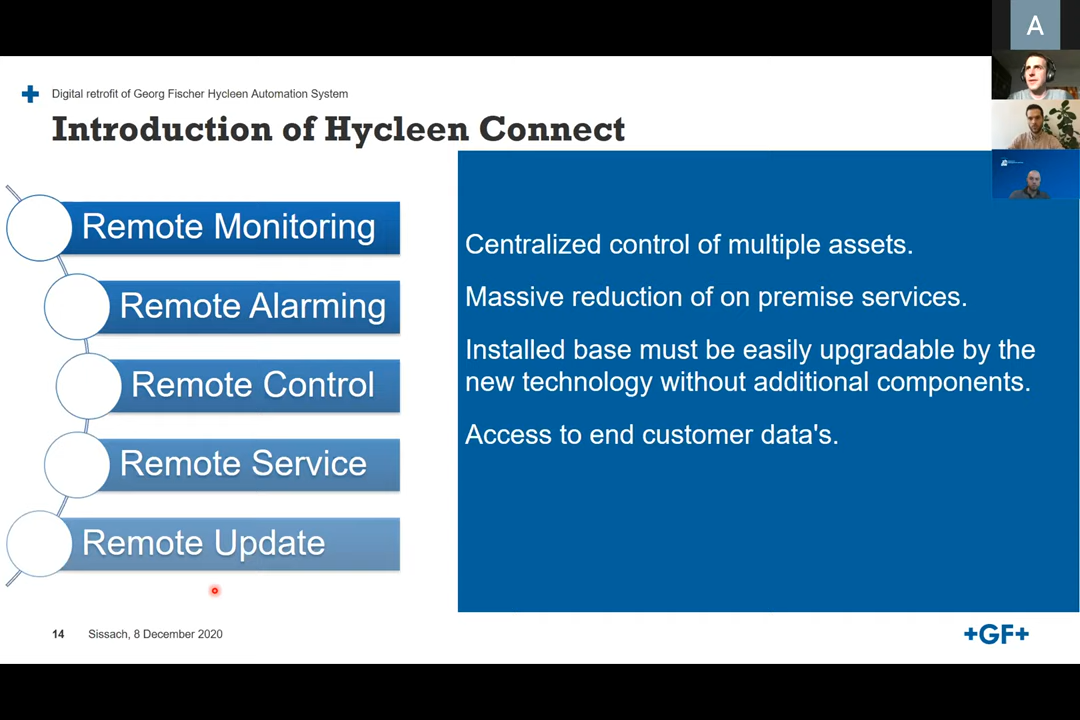 A
Digital retrofit of Georg Fischer Hycleen Automation System
Introduction of Hycleen Connect
Remote Monitoring
Remote Alarming
Remote Control
Remote Service
Remote Update
Centralized control of multiple assets.
Massive reduction of on premise services.
Installed base must be easily upgradable by the
new technology without additional components.
Access to end customer data's.
14
Sissach, 8 December 2020
+GF+